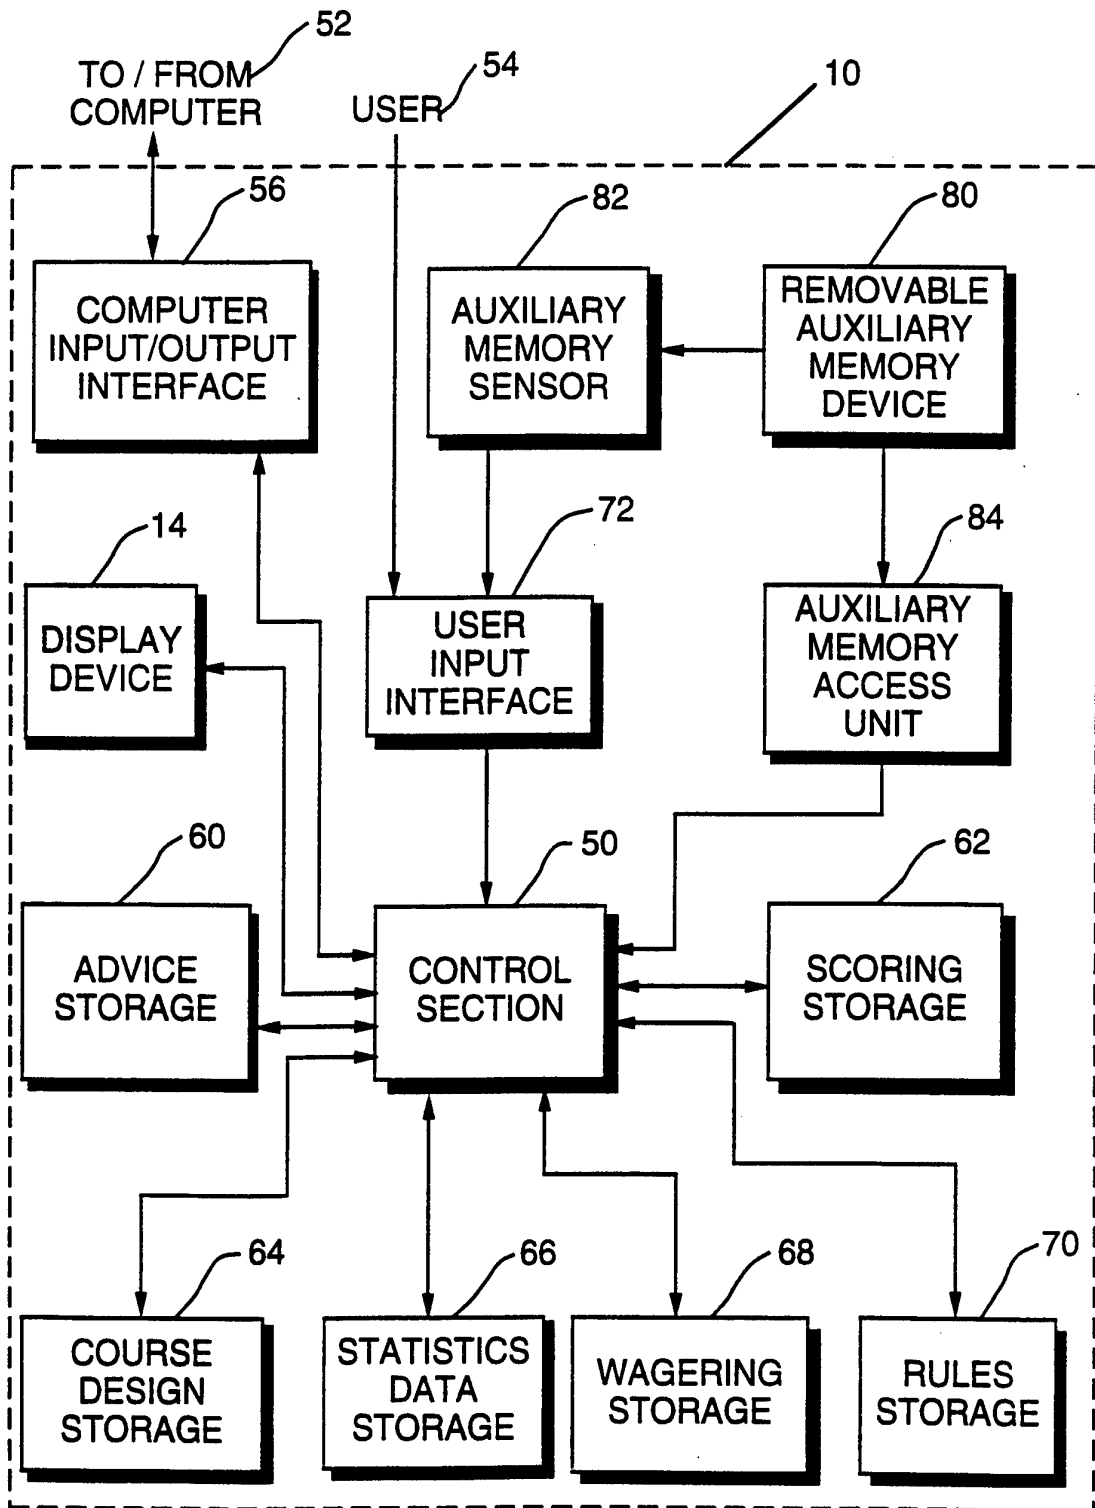 52
TO / FROM
COMPUTER
USER
54
10
56
COMPUTER
INPUT/OUTPUT
INTERFACE
82
AUXILIARY
MEMORY
SENSOR
80
REMOVABLE
AUXILIARY
MEMORY
DEVICE
14
DISPLAY
DEVICE
72
USER
INPUT
INTERFACE
84
AUXILIARY
MEMORY
ACCESS
UNIT
60
ADVICE
STORAGE
50
CONTROL
SECTION
62
SCORING
STORAGE
64
COURSE
DESIGN
STORAGE
66
STATISTICS
DATA
STORAGE
68
WAGERING
STORAGE
70
RULES
STORAGE